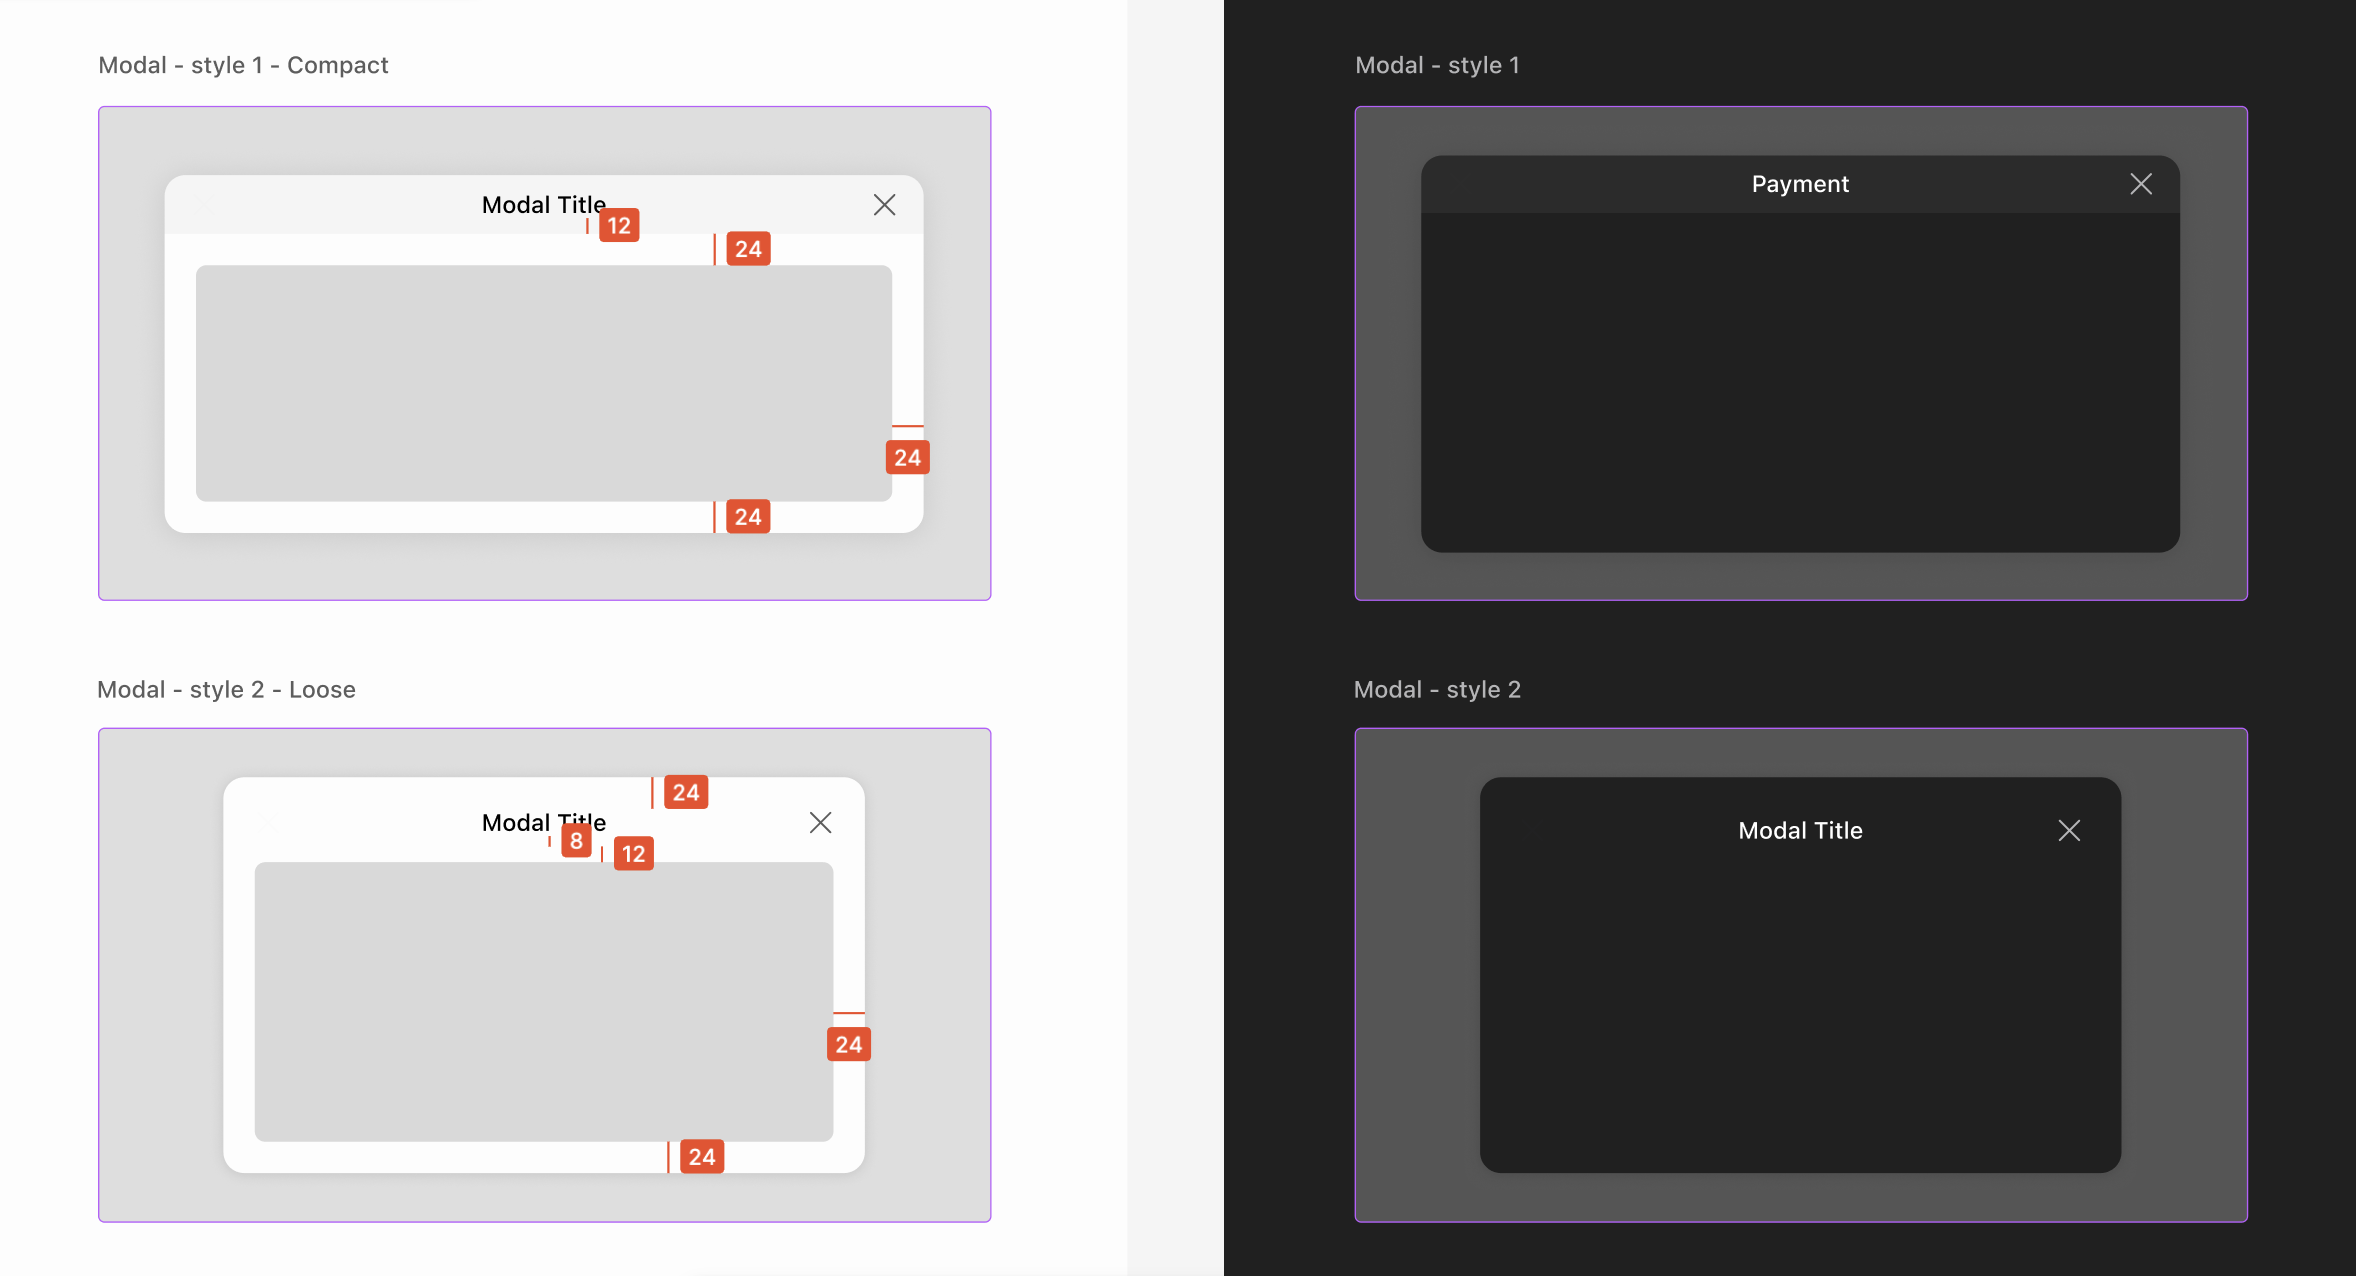 Modal - style 1 - Compact
Modal Title
12
24
24
24
Modal - style 2 - Loose
24
Modal Title
8
12
24
24
Modal - style 1
Payment
Modal - style 2
Modal Title